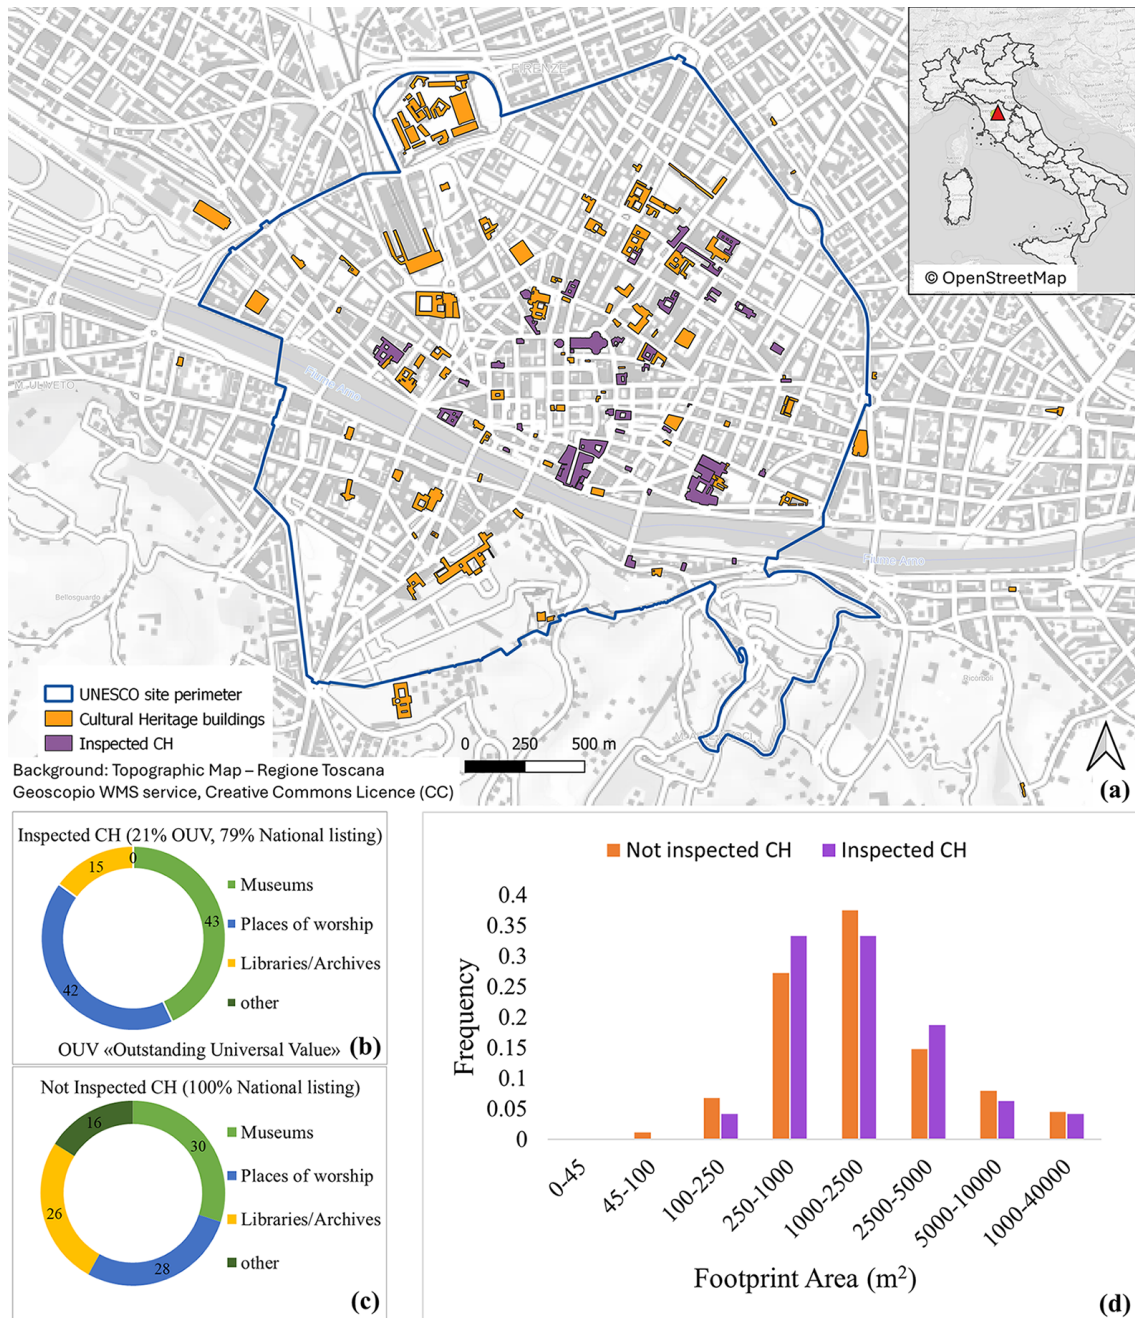 FIRENZE
© OpenStreetMap
M. ULIVETO
Fiume Arno
Fiume Arno
Bellosguardo
Ricorboli
UNESCO site perimeter
Cultural Heritage buildings
Inspected CH
0 250 500 m
Background: Topographic Map – Regione Toscana
Geoscopio WMS service, Creative Commons Licence (CC)
(a)
Inspected CH (21% OUV, 79% National listing)
0
15
43
42
Museums
Places of worship
Libraries/Archives
other
OUV «Outstanding Universal Value»
(b)
Not Inspected CH (100% National listing)
16
30
26
28
Museums
Places of worship
Libraries/Archives
other
(c)
Not inspected CH
Inspected CH
Frequency
0.4
0.35
0.3
0.25
0.2
0.15
0.1
0.05
0
0-45
45-100
100-250
250-1000
1000-2500
2500-5000
5000-10000
1000-40000
Footprint Area (m²)
(d)